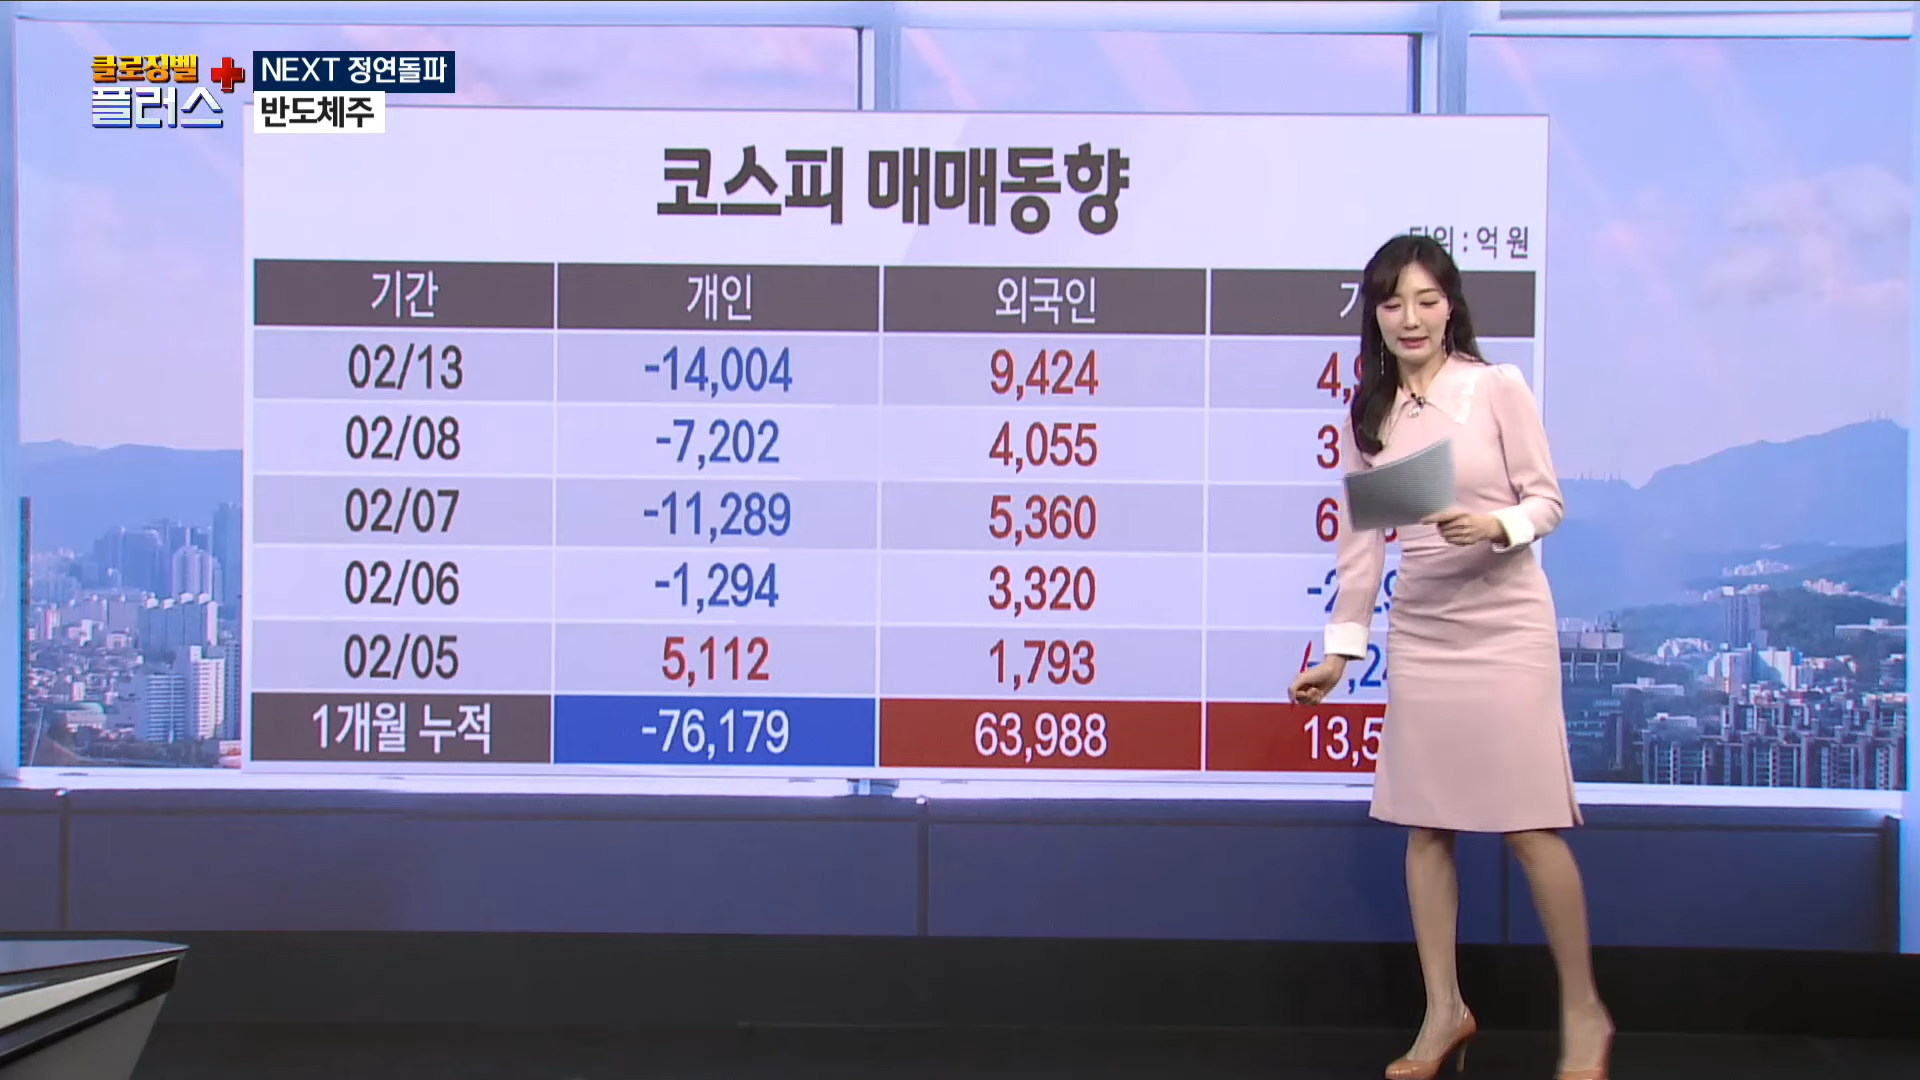 클로징벨
플러스
NEXT 정연돌파
반도체주
코스피 매매동향
: 억 원
기간 개인 외국인
02/13 -14,004 9,424
02/08 -7,202 4,055
02/07 -11,289 5,360
02/06 -1,294 3,320
02/05 5,112 1,793
1개월 누적 -76,179 63,988